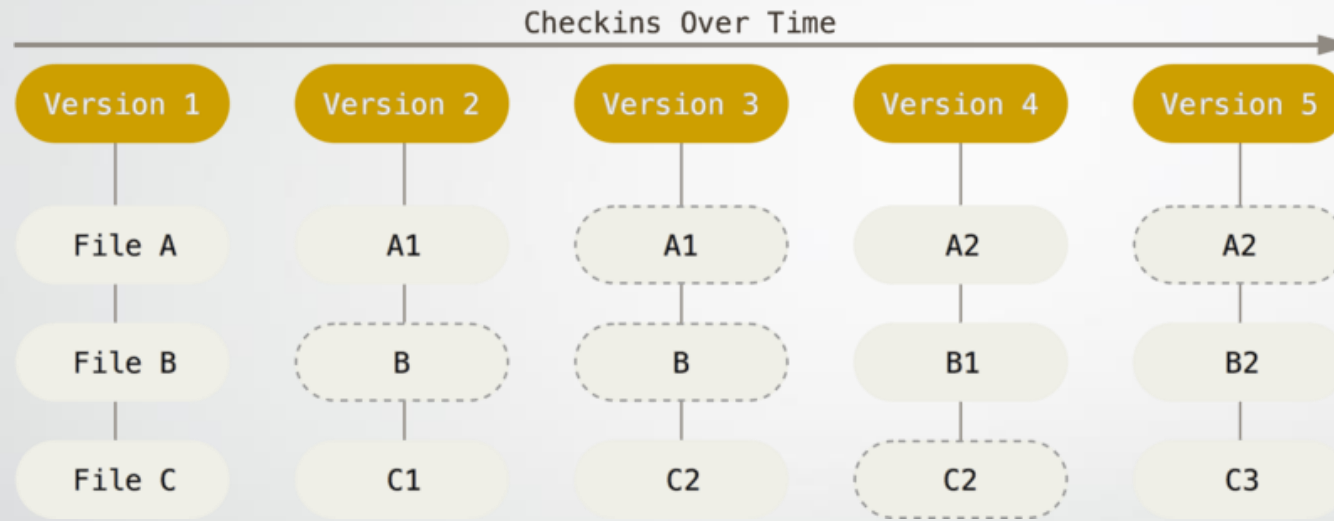 Checkins Over Time
Version 1 Version 2 Version 3 Version 4 Version 5
File A A1 A1 A2 A2
File B B B B1 B2
File C C1 C2 C2 C3